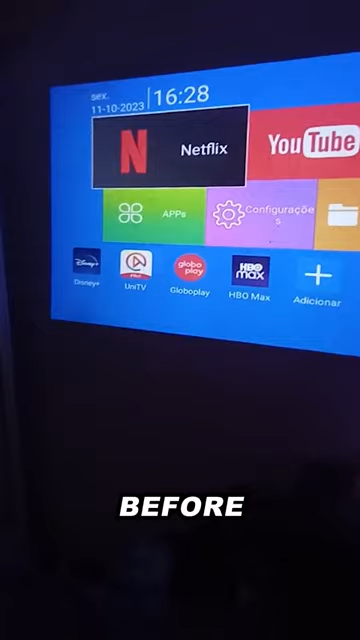 sex.
11-10-2023
16:28
N
Netflix
YouTube
APPs
Configuraçõe
s
Disney+
Disney+
UniTV
globo
play
Globoplay
HBO
max
HBO Max
Adicionar
BEFORE